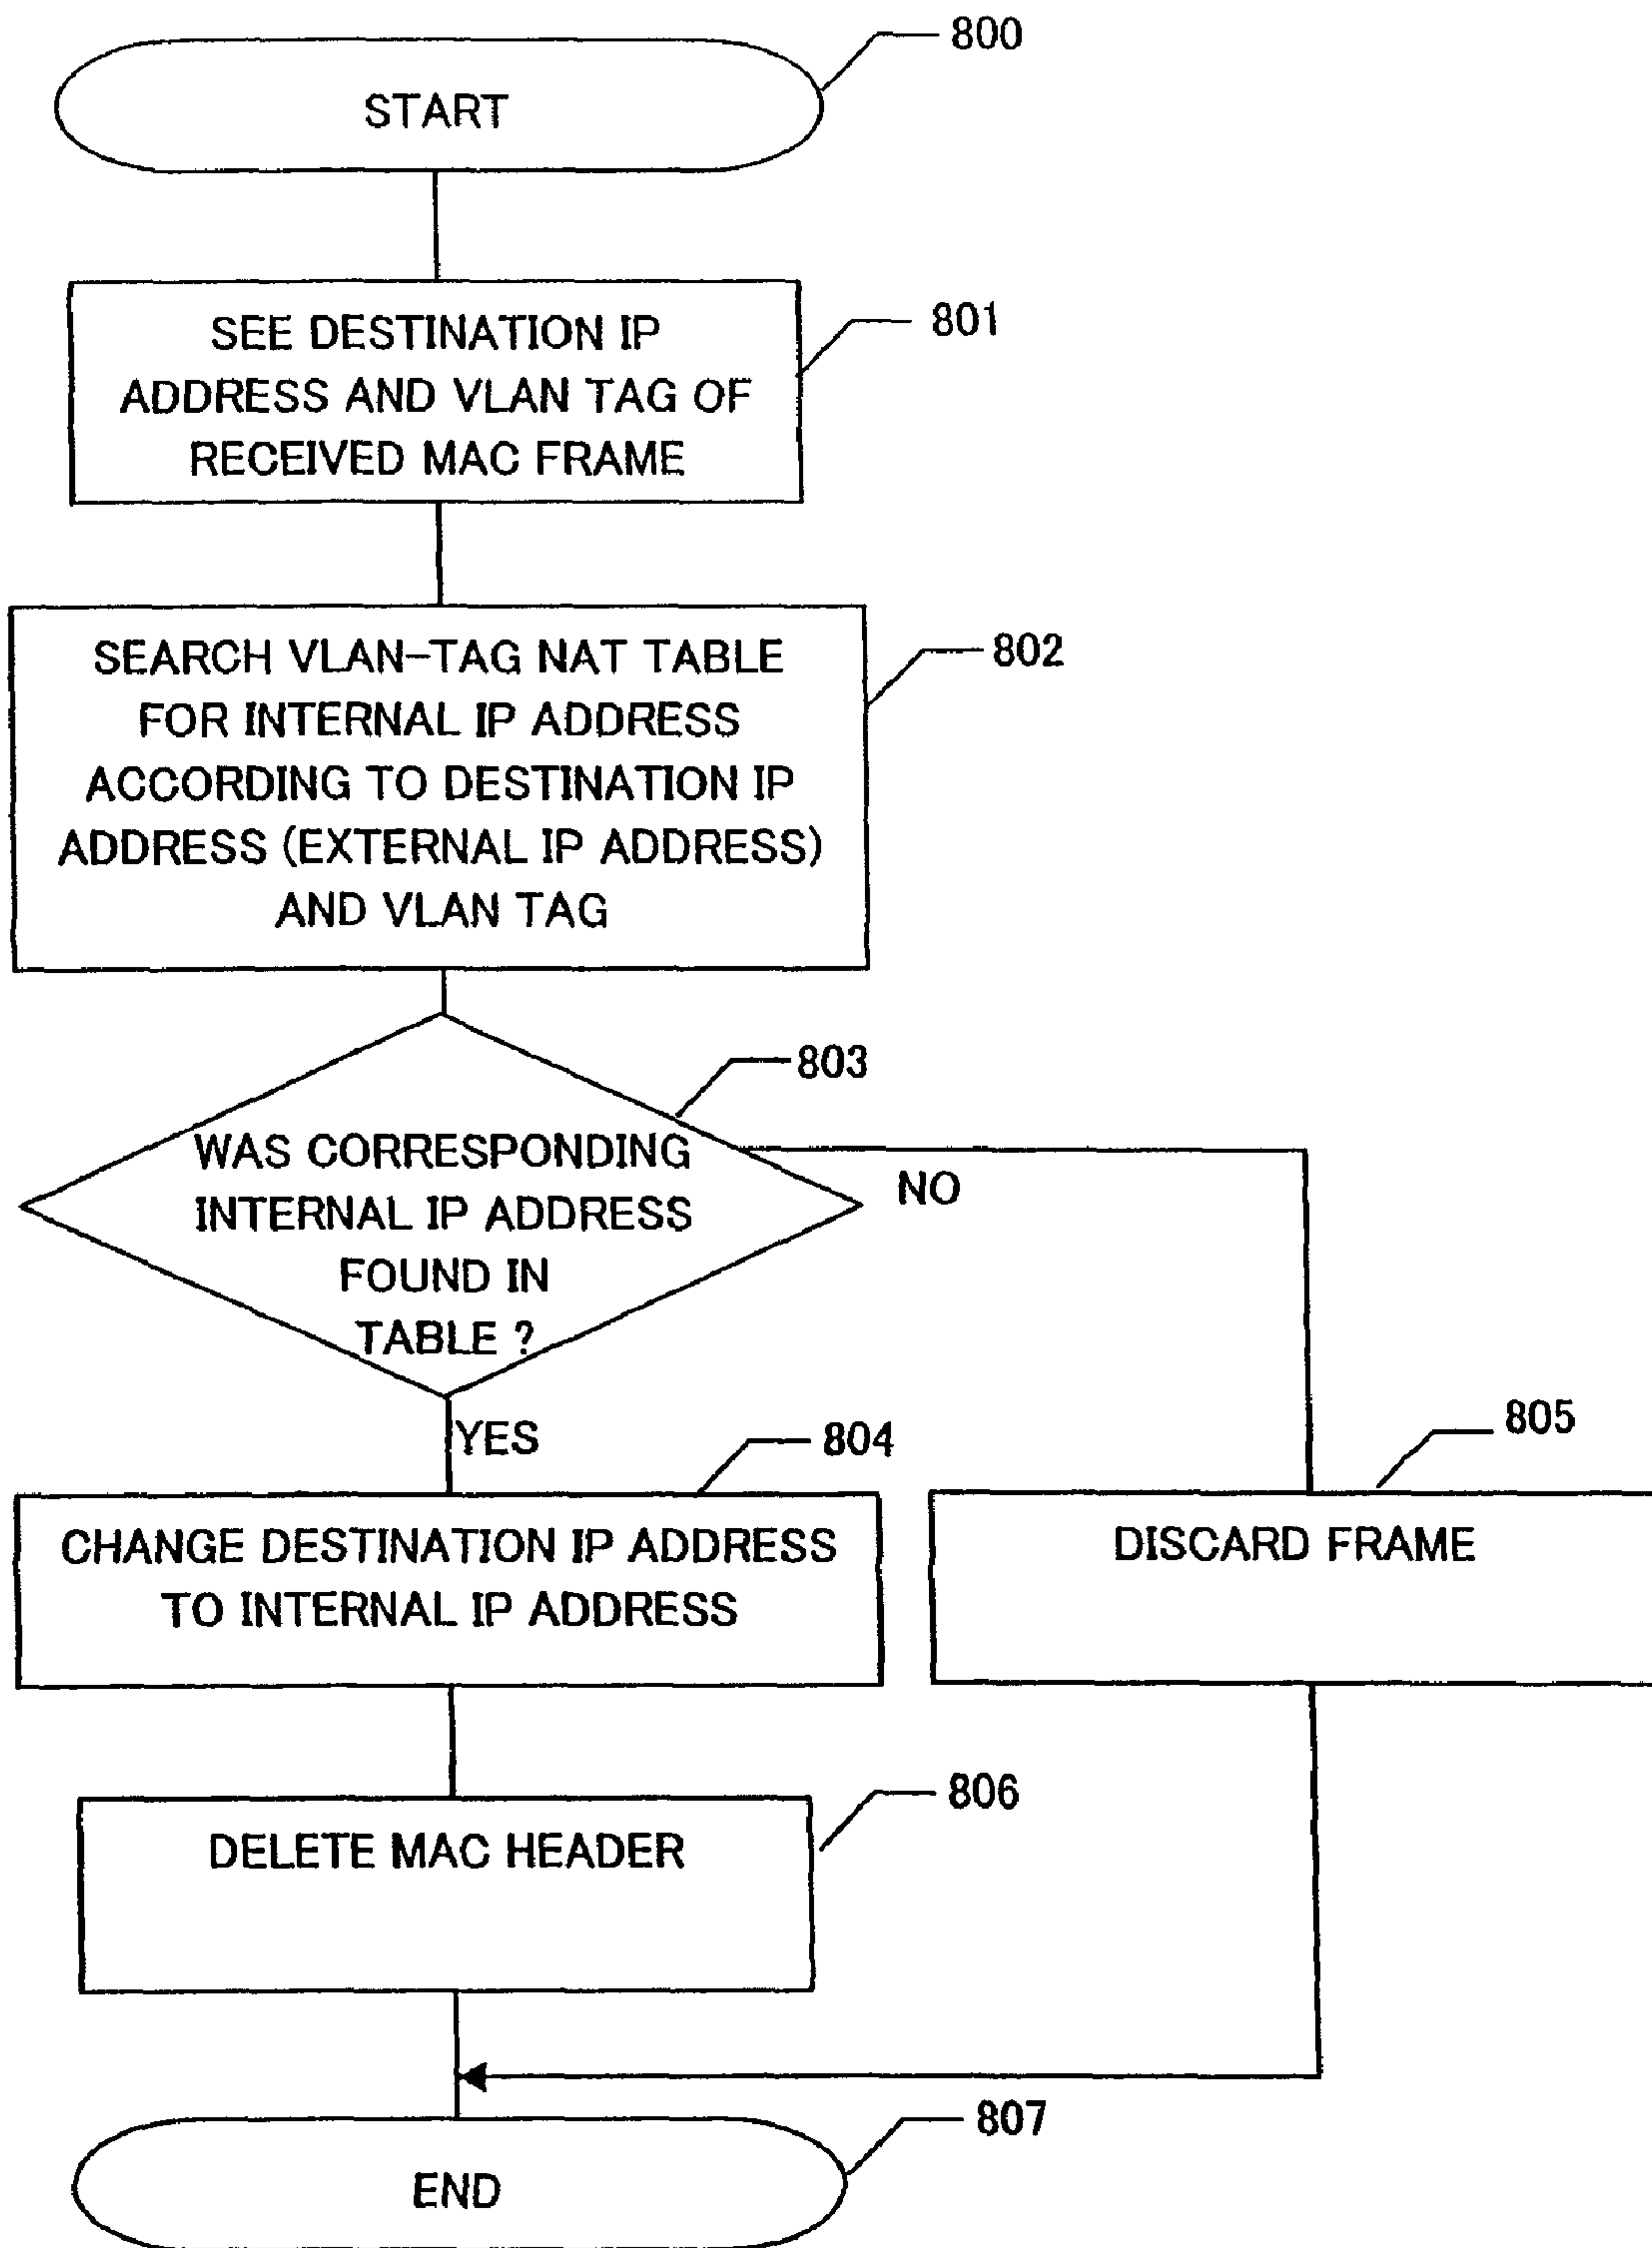 800
START
801
SEE DESTINATION IP
ADDRESS AND VLAN TAG OF
RECEIVED MAC FRAME
802
SEARCH VLAN-TAG NAT TABLE
FOR INTERNAL IP ADDRESS
ACCORDING TO DESTINATION IP
ADDRESS (EXTERNAL IP ADDRESS)
AND VLAN TAG
803
WAS CORRESPONDING
INTERNAL IP ADDRESS
FOUND IN
TABLE ?
NO
YES
804
CHANGE DESTINATION IP ADDRESS
TO INTERNAL IP ADDRESS
805
DISCARD FRAME
806
DELETE MAC HEADER
807
END